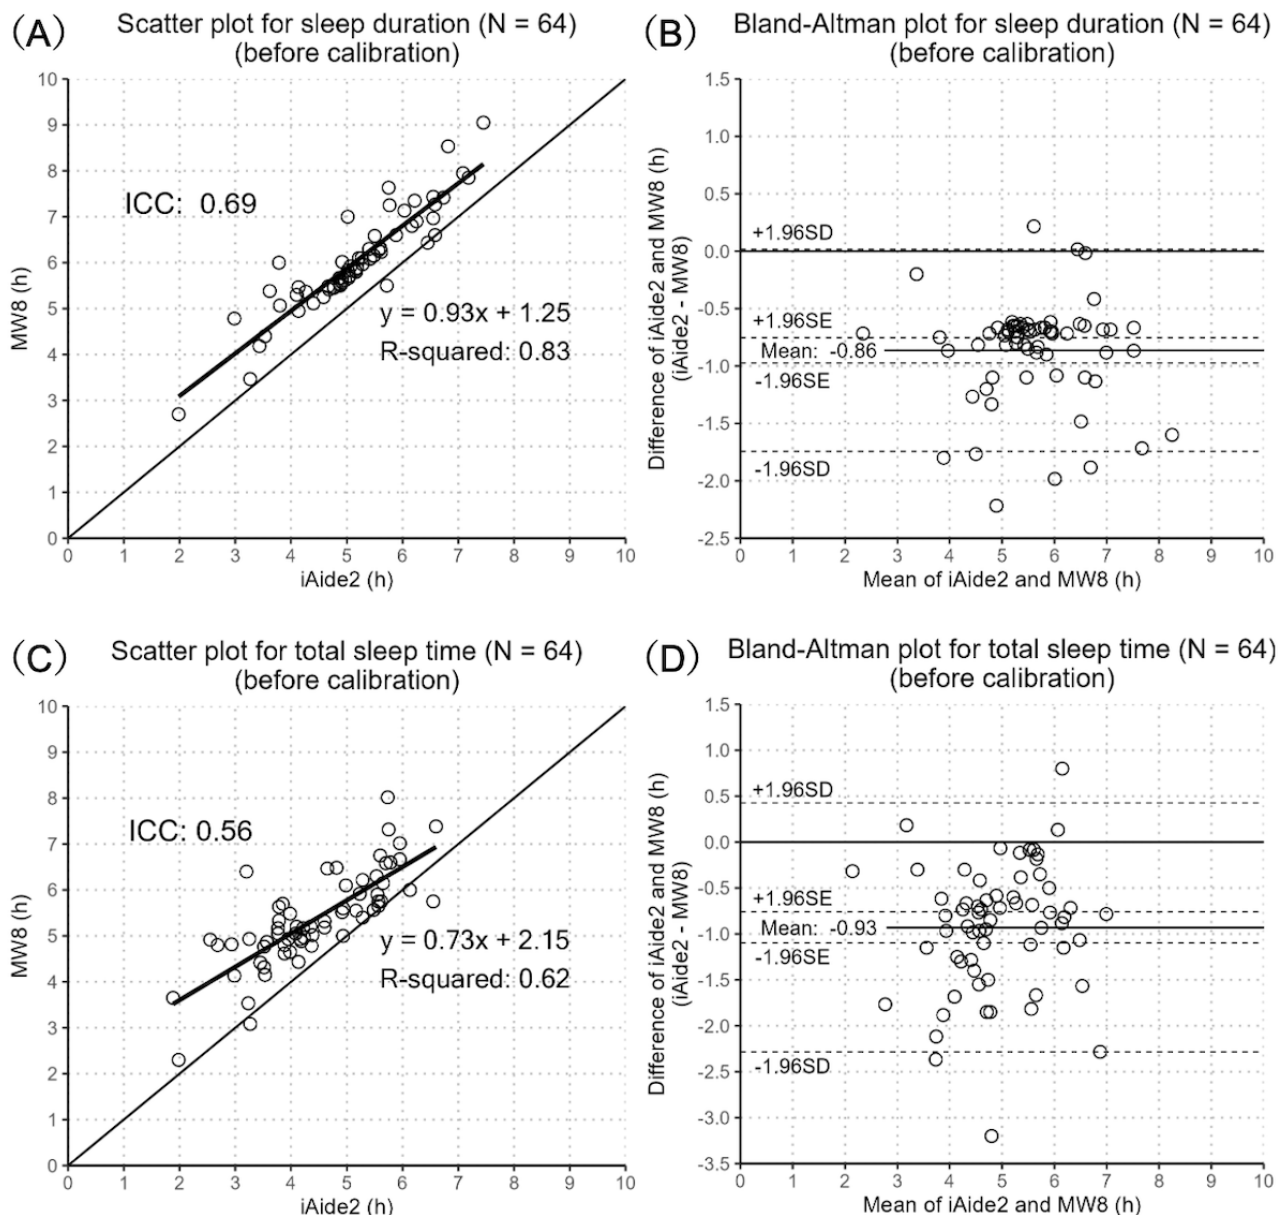 (A)
Scatter plot for sleep duration (N = 64)
(before calibration)
10
9
8
7
6
5
4
3
2
1
0
MW8 (h)
ICC: 0.69
y = 0.93x + 1.25
R-squared: 0.83
0 1 2 3 4 5 6 7 8 9 10
iAide2 (h)
(B)
Bland-Altman plot for sleep duration (N = 64)
(before calibration)
1.5
1.0
0.5
0.0
-0.5
-1.0
-1.5
-2.0
-2.5
Difference of iAide2 and MW8 (h)
(iAide2 - MW8)
+1.96SD
+1.96SE
Mean: -0.86
-1.96SE
-1.96SD
0 1 2 3 4 5 6 7 8 9 10
Mean of iAide2 and MW8 (h)
(C)
Scatter plot for total sleep time (N = 64)
(before calibration)
10
9
8
7
6
5
4
3
2
1
0
MW8 (h)
ICC: 0.56
y = 0.73x + 2.15
R-squared: 0.62
0 1 2 3 4 5 6 7 8 9 10
iAide2 (h)
(D)
Bland-Altman plot for total sleep time (N = 64)
(before calibration)
1.5
1.0
0.5
0.0
-0.5
-1.0
-1.5
-2.0
-2.5
-3.0
-3.5
Difference of iAide2 and MW8 (h)
(iAide2 - MW8)
+1.96SD
+1.96SE
Mean: -0.93
-1.96SE
-1.96SD
0 1 2 3 4 5 6 7 8 9 10
Mean of iAide2 and MW8 (h)